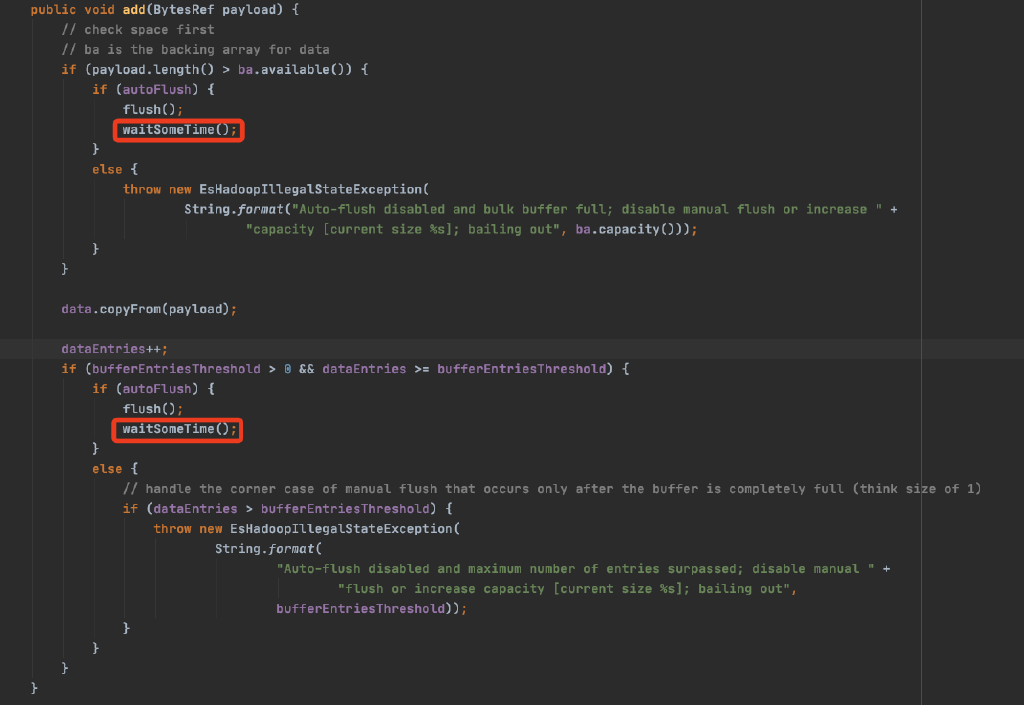 public void add(BytesRef payload) {
// check space first
// ba is the backing array for data
if (payload.length() > ba.available()) {
if (autoFlush) {
flush();
waitSomeTime();
}
else {
throw new EsHadoopIllegalStateException(
String.format("Auto-flush disabled and bulk buffer full; disable manual flush or increase " +
"capacity [current size %s]; bailing out", ba.capacity()));
}
}
data.copyFrom(payload);
dataEntries++;
if (bufferEntriesThreshold > 0 && dataEntries >= bufferEntriesThreshold) {
if (autoFlush) {
flush();
waitSomeTime();
}
else {
// handle the corner case of manual flush that occurs only after the buffer is completely full (think size of 1)
if (dataEntries > bufferEntriesThreshold) {
throw new EsHadoopIllegalStateException(
String.format(
"Auto-flush disabled and maximum number of entries surpassed; disable manual " +
"flush or increase capacity [current size %s]; bailing out",
bufferEntriesThreshold));
}
}
}
}